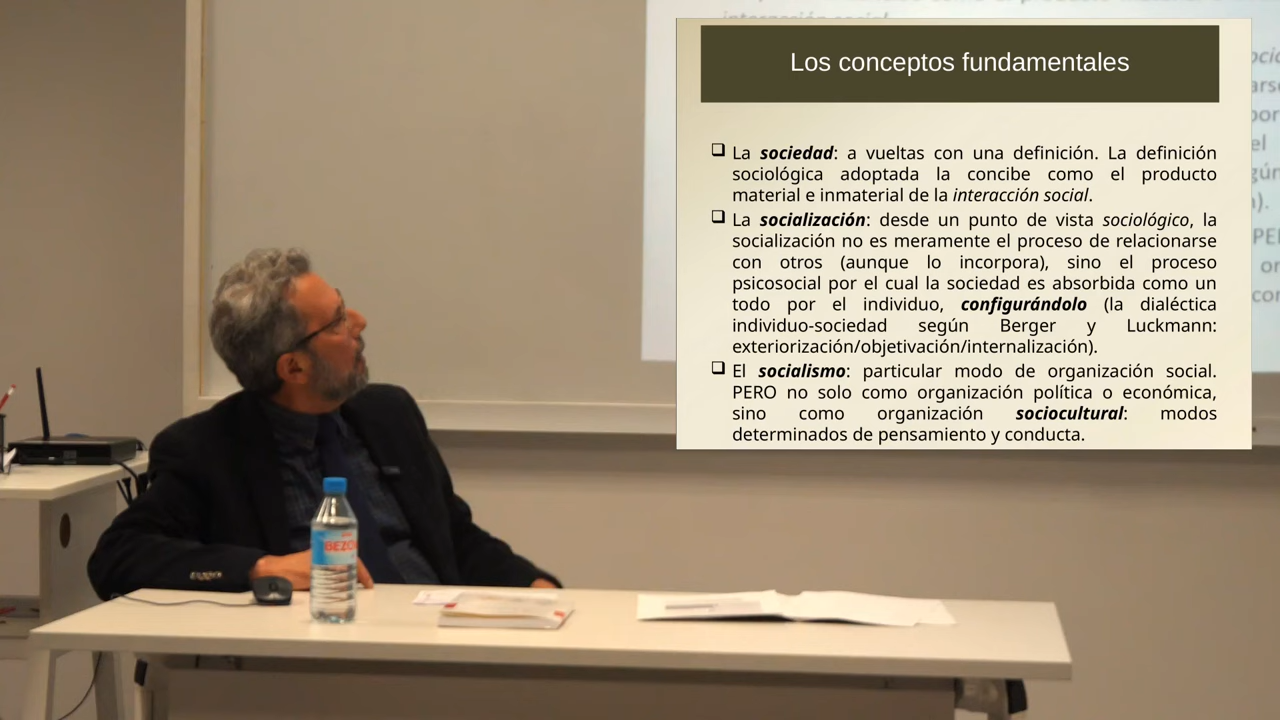 interacción social.
Los conceptos fundamentales
La sociedad: a vueltas con una definición. La definición
sociológica adoptada la concibe como el producto
material e inmaterial de la interacción social.
La socialización: desde un punto de vista sociológico, la
socialización no es meramente el proceso de relacionarse
con otros (aunque lo incorpora), sino el proceso
psicosocial por el cual la sociedad es absorbida como un
todo por el individuo, configurándolo (la dialéctica
individuo-sociedad según Berger y Luckmann:
exteriorización/objetivación/internalización).
El socialismo: particular modo de organización social.
PERO no solo como organización política o económica,
sino como organización sociocultural: modos
determinados de pensamiento y conducta.